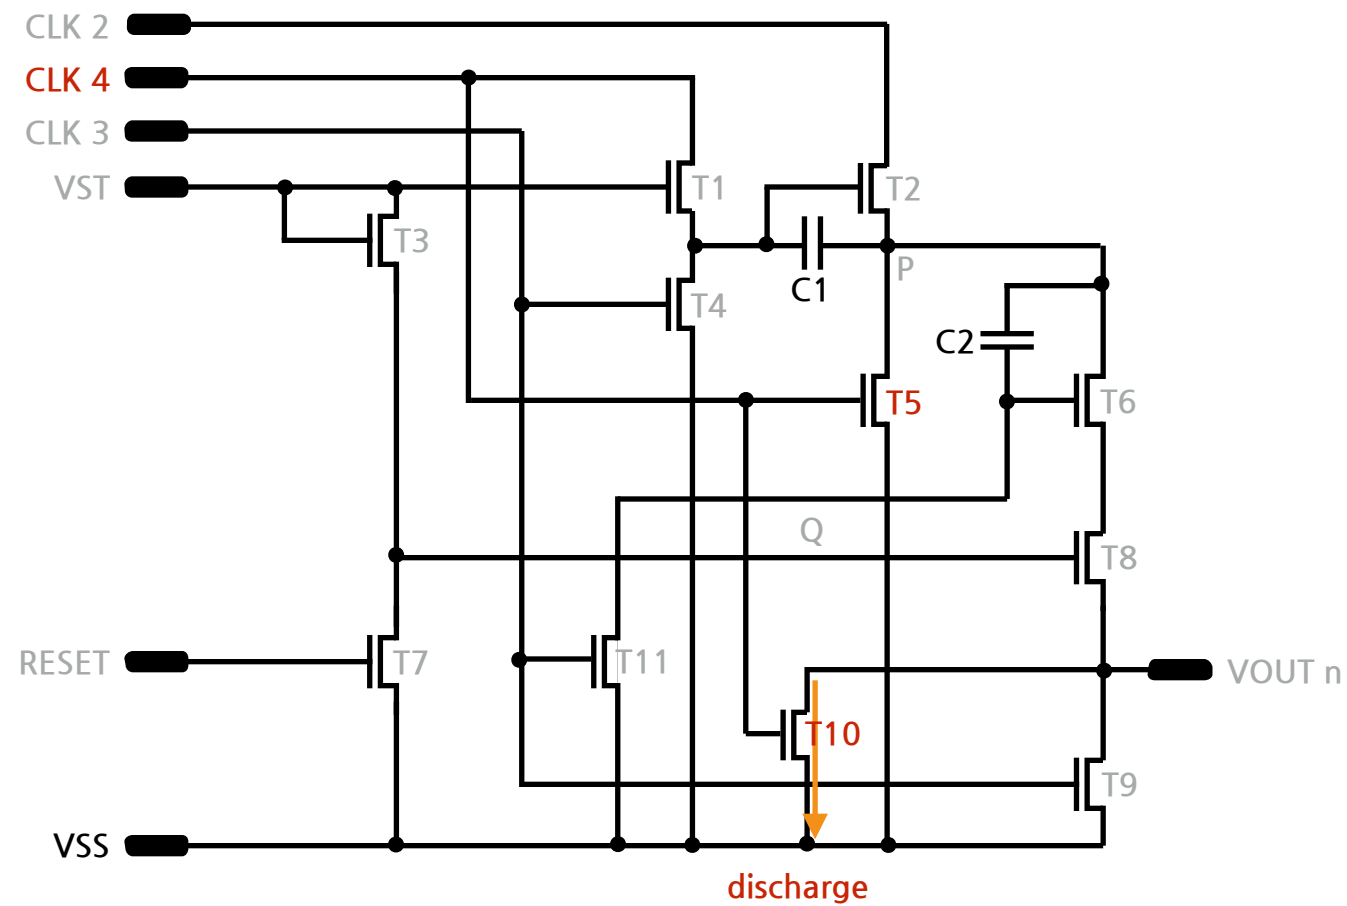 CLK 2
CLK 4
CLK 3
VST
T1
T2
T3
P
C1
T4
C2
T5
T6
Q
T8
RESET
T7
T11
VOUT n
T10
T9
VSS
discharge